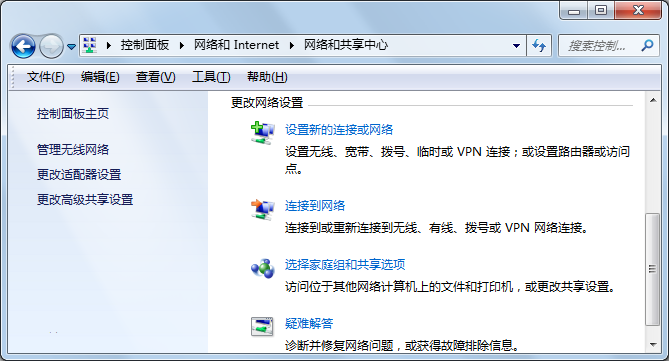 控制面板 ▸ 网络和 Internet ▸ 网络和共享中心
搜索控制...
文件(F) 编辑(E) 查看(V) 工具(T) 帮助(H)
控制面板主页
管理无线网络
更改适配器设置
更改高级共享设置
更改网络设置
设置新的连接或网络
设置无线、宽带、拨号、临时或 VPN 连接；或设置路由器或访问
点。
连接到网络
连接到或重新连接到无线、有线、拨号或 VPN 网络连接。
选择家庭组和共享选项
访问位于其他网络计算机上的文件和打印机，或更改共享设置。
疑难解答
诊断并修复网络问题，或获得故障排除信息。